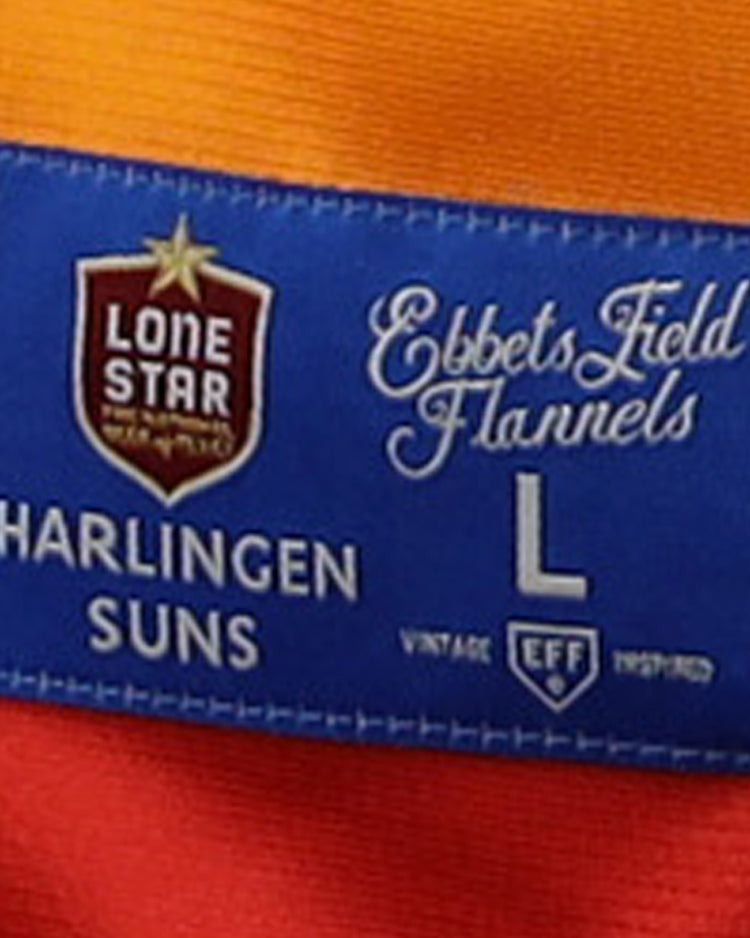 LONE
STAR
HARLINGEN
SUNS
Ebbets Field
Flannels
L
VINTAGE EFF INSPIRED